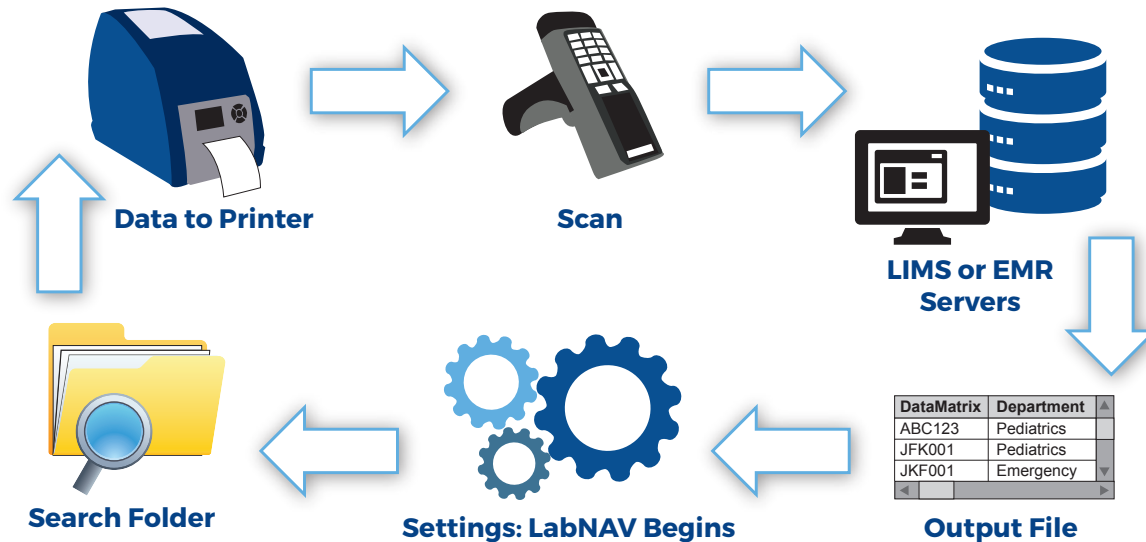 Data to Printer
Scan
LIMS or EMR
Servers
DataMatrix Department
ABC123 Pediatrics
JFK001 Pediatrics
JKF001 Emergency
Search Folder
Settings: LabNAV Begins
Output File